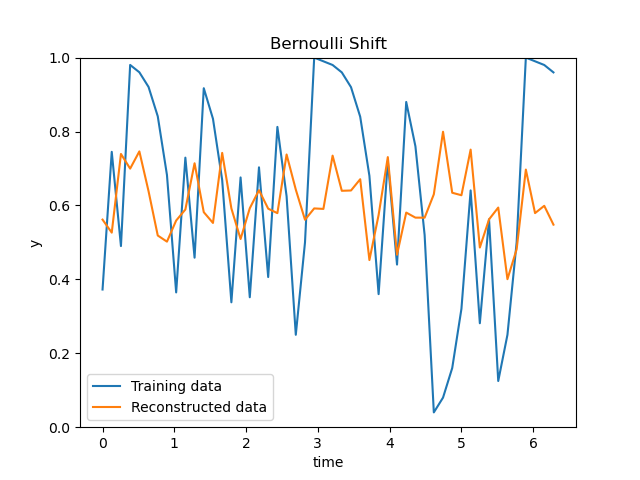 Bernoulli Shift
y
1.0
0.8
0.6
0.4
0.2
0.0
Training data
Reconstructed data
0 1 2 3 4 5 6
time